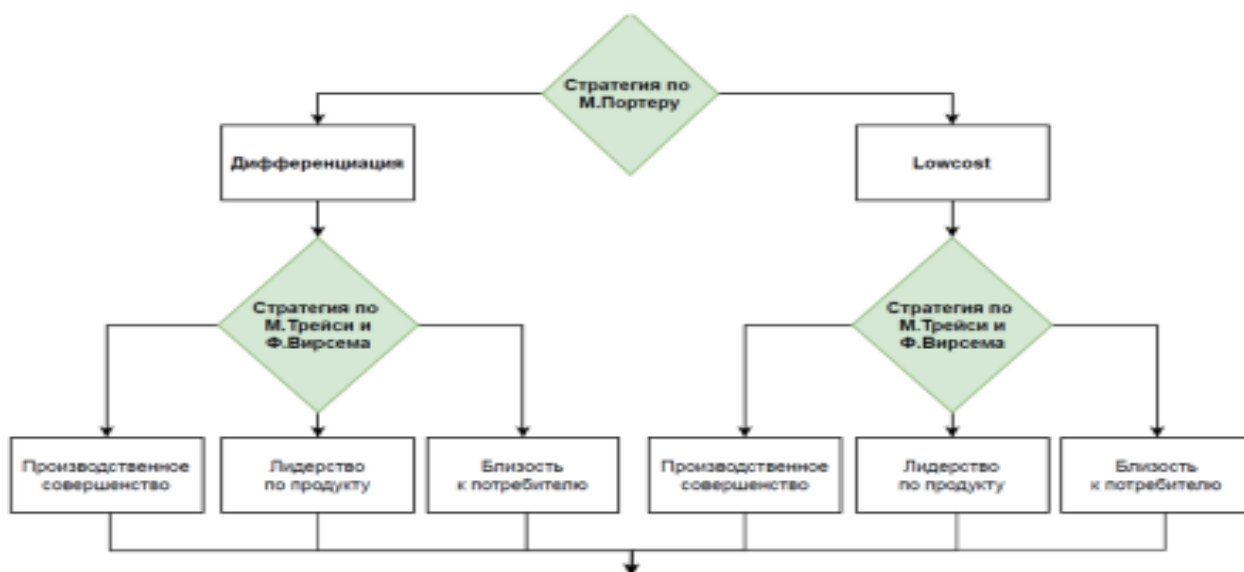 Стратегия по
М.Портеру
Дифференциация
Lowcost
Стратегия по
М.Трейси и
Ф.Вирсема
Стратегия по
М.Трейси и
Ф.Вирсема
Производственное
совершенство
Лидерство
по продукту
Близость
к потребителю
Производственное
совершенство
Лидерство
по продукту
Близость
к потребителю